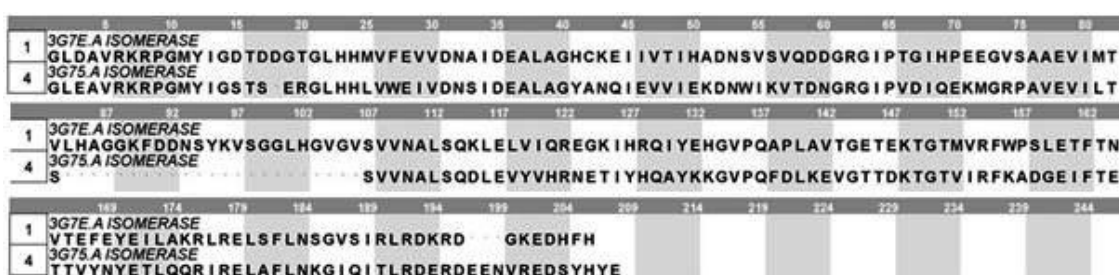 5 10 15 20 25 30 35 40 45 50 55 60 65 70 75 80
3G7E.A ISOMERASE
1 GLDAVRKRPGMYIGDTDDGTGLHHMVFEVVDNAIDEALAGHCKEIIVTIHADNSVSVQDDGRGIPTGIHPEEGVSAAEVIMT
3G75.A ISOMERASE
4 GLEAVRKRPGMYIGSTS·ERGLHHLVWEIVDNSIDEALAGYANQIEVVIEKDNWIKVTDNGRGIPVDIQEKMGRPAVEVILT
87 92 97 102 107 112 117 122 127 132 137 142 147 152 157 162
3G7E.A ISOMERASE
1 VLHAGGKFDDNSYKVSGGLHGVGVSVVNALSQKLELVIQREGKIHRQIYEHGVPQAPLAVTGETEKTGTMVRFWPSLETFTN
3G75.A ISOMERASE
4 S·······················SVVNALSQDLEVYVHRNETIYHQAYKKGVPQFDLKEVGTTDKTGTVIRFKADGEIFTE
169 174 179 184 189 194 199 204 209 214 219 224 229 234 239 244
3G7E.A ISOMERASE
1 VTEFEYEILAKRLRELSFLNSGVSIRLRDKRD···GKEDHFH
3G75.A ISOMERASE
4 TTVYNYETLQQRIRELAFLNKGIQITLRDERDEENVREDSYHYE